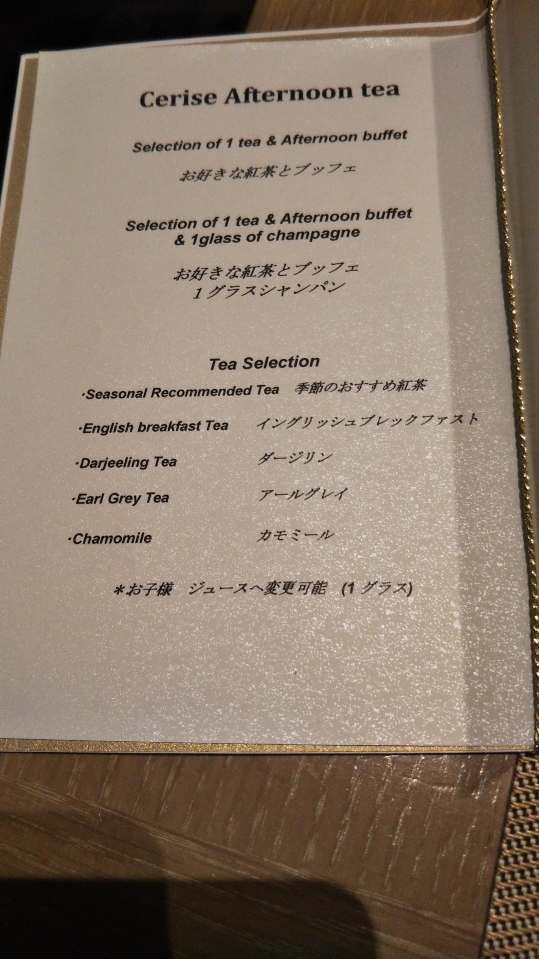 Cerise Afternoon tea
Selection of 1 tea & Afternoon buffet
お好きな紅茶とブッフェ
Selection of 1 tea & Afternoon buffet
& 1glass of champagne
お好きな紅茶とブッフェ
1グラスシャンパン
Tea Selection
・Seasonal Recommended Tea 季節のおすすめ紅茶
・English breakfast Tea イングリッシュブレックファスト
・Darjeeling Tea ダージリン
・Earl Grey Tea アールグレイ
・Chamomile カモミール
＊お子様 ジュースへ変更可能 (1グラス)